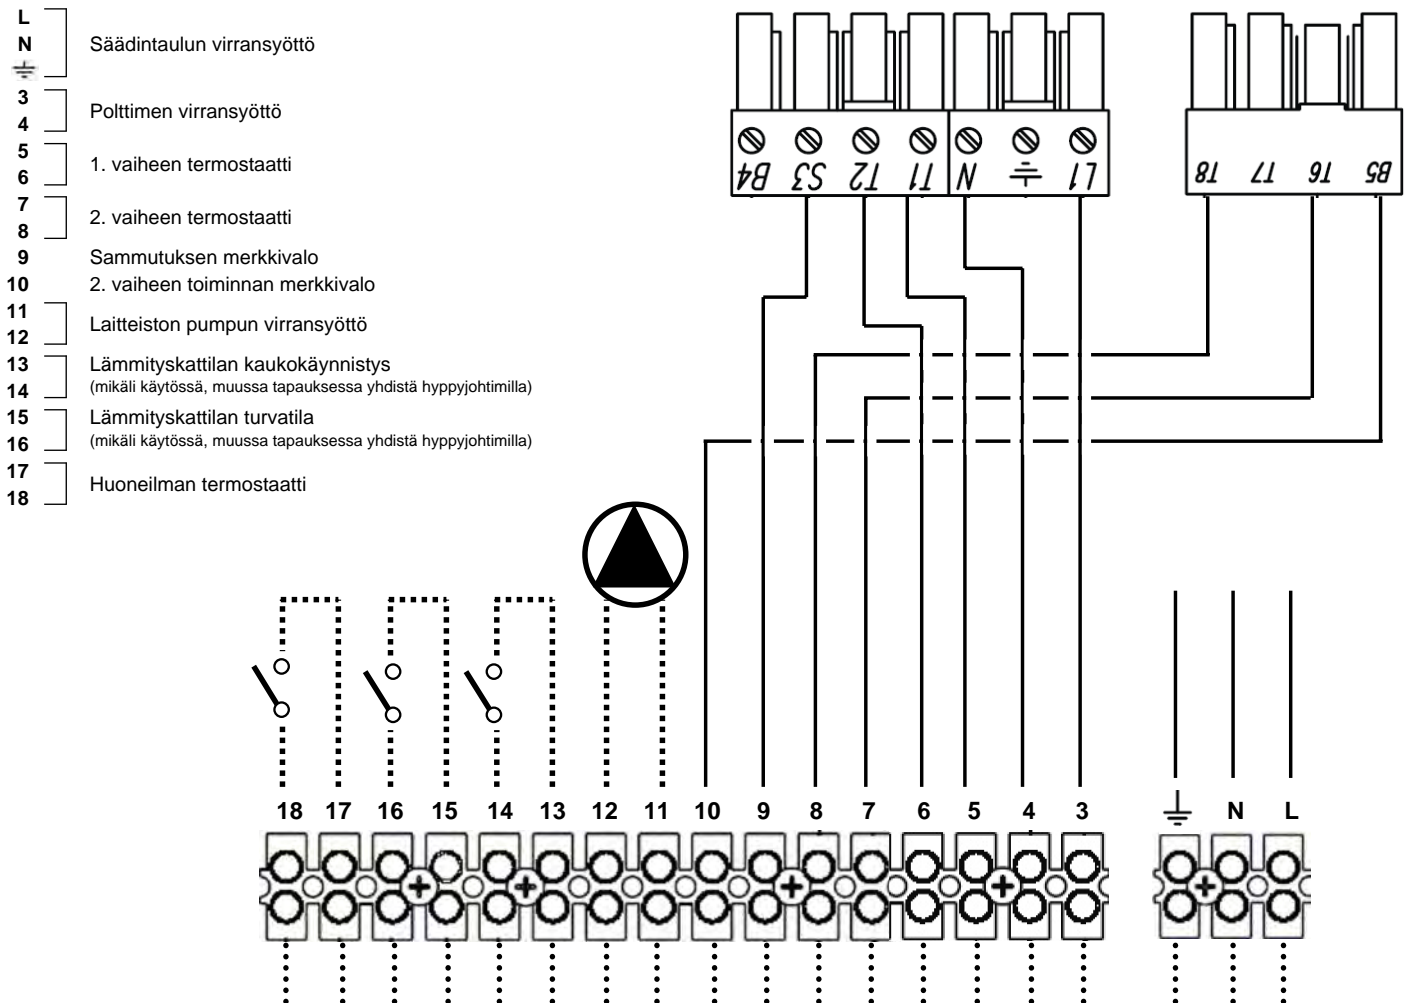 L
N
Säädintaulun virransyöttö
3
4
Polttimen virransyöttö
5
6
1. vaiheen termostaatti
7
8
2. vaiheen termostaatti
9 Sammutuksen merkkivalo
10 2. vaiheen toiminnan merkkivalo
11
12
Laitteiston pumpun virransyöttö
13
14
Lämmityskattilan kaukokäynnistys
(mikäli käytössä, muussa tapauksessa yhdistä hyppyjohtimilla)
15
16
Lämmityskattilan turvatila
(mikäli käytössä, muussa tapauksessa yhdistä hyppyjohtimilla)
17
18
Huoneilman termostaatti
B4 S3 T2 T1 N L1
T8 T7 T6 B5
18 17 16 15 14 13 12 11 10 9 8 7 6 5 4 3
N L